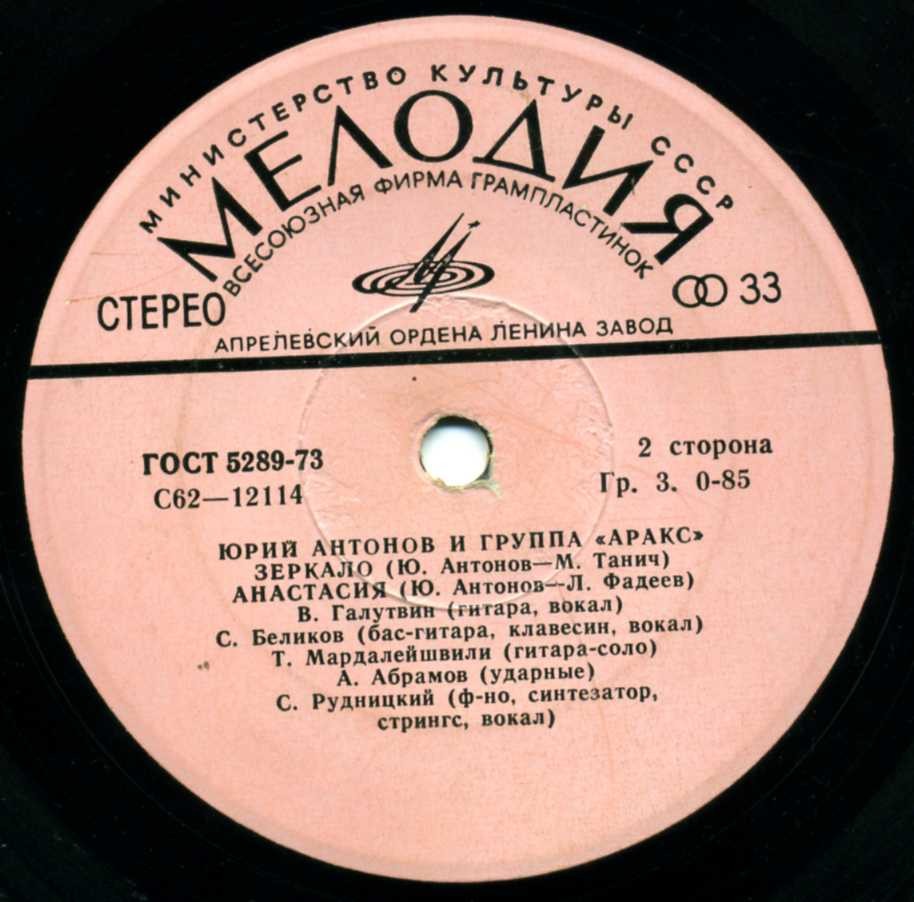 МИНИСТЕРСТВО КУЛЬТУРЫ СССР
МЕЛОДИЯ
ВСЕСОЮЗНАЯ ФИРМА ГРАМПЛАСТИНОК
СТЕРЕО
33
АПРЕЛЕВСКИЙ ОРДЕНА ЛЕНИНА ЗАВОД
ГОСТ 5289-73
2 сторона
С62—12114
Гр. 3. 0-85
ЮРИЙ АНТОНОВ И ГРУППА «АРАКС»
ЗЕРКАЛО (Ю. Антонов—М. Танич)
АНАСТАСИЯ (Ю. Антонов—Л. Фадеев)
В. Галутвин (гитара, вокал)
С. Беликов (бас-гитара, клавесин, вокал)
Т. Мардалейшвили (гитара-соло)
А. Абрамов (ударные)
С. Рудницкий (ф-но, синтезатор,
стрингс, вокал)